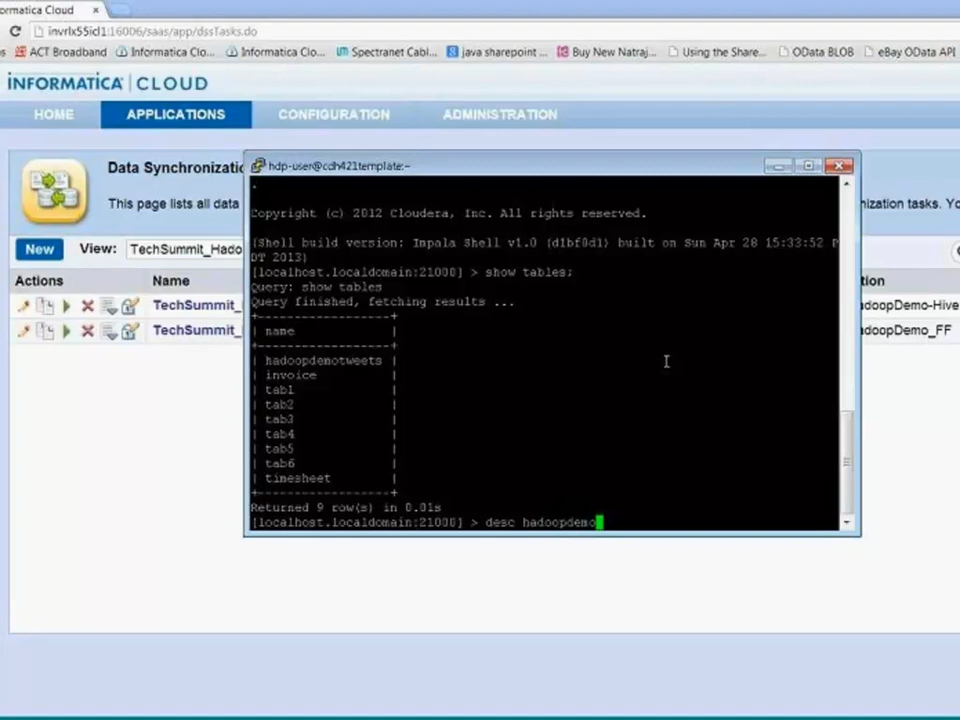 ormatica Cloud
invrlx55icl1:16006/saas/app/dssTasks.do
s ACT Broadband Informatica Clo... Informatica Clo... Spectranet Cabl... java sharepoint ... Buy New Natraj... Using the Share... OData BLOB eBay OData API
INFORMATICA CLOUD
HOME APPLICATIONS CONFIGURATION ADMINISTRATION
Data Synchronizatio
This page lists all data
nization tasks. Yo
New View: TechSummit_Hado
Actions Name
tion
TechSummit_
adoopDemo-Hive
TechSummit_
adoopDemo_FF
hdp-user@cdh421template:~
.
Copyright (c) 2012 Cloudera, Inc. All rights reserved.
(Shell build version: Impala Shell v1.0 (d1bf0d1) built on Sun Apr 28 15:33:52 P
DT 2013)
[localhost.localdomain:21000] > show tables;
Query: show tables
Query finished, fetching results ...
+------------------+
| name |
+------------------+
| hadoopdemotweets |
| invoice |
| tab1 |
| tab2 |
| tab3 |
| tab4 |
| tab5 |
| tab6 |
| timesheet |
+------------------+
Returned 9 row(s) in 0.01s
[localhost.localdomain:21000] > desc hadoopdemo